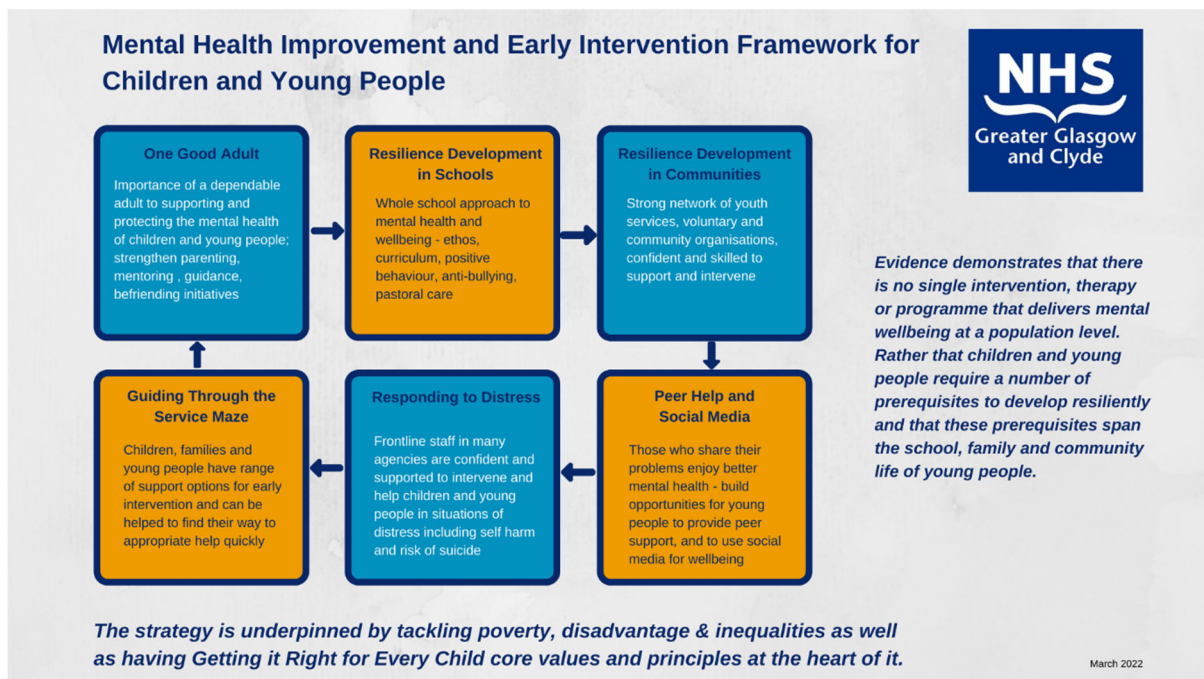 Mental Health Improvement and Early Intervention Framework for
Children and Young People
NHS
Greater Glasgow
and Clyde
One Good Adult
Importance of a dependable
adult to supporting and
protecting the mental health
of children and young people;
strengthen parenting,
mentoring , guidance,
befriending initiatives
Resilience Development
in Schools
Whole school approach to
mental health and
wellbeing - ethos,
curriculum, positive
behaviour, anti-bullying,
pastoral care
Resilience Development
in Communities
Strong network of youth
services, voluntary and
community organisations,
confident and skilled to
support and intervene
Guiding Through the
Service Maze
Children, families and
young people have range
of support options for early
intervention and can be
helped to find their way to
appropriate help quickly
Responding to Distress
Frontline staff in many
agencies are confident and
supported to intervene and
help children and young
people in situations of
distress including self harm
and risk of suicide
Peer Help and
Social Media
Those who share their
problems enjoy better
mental health - build
opportunities for young
people to provide peer
support, and to use social
media for wellbeing
Evidence demonstrates that there
is no single intervention, therapy
or programme that delivers mental
wellbeing at a population level.
Rather that children and young
people require a number of
prerequisites to develop resiliently
and that these prerequisites span
the school, family and community
life of young people.
The strategy is underpinned by tackling poverty, disadvantage & inequalities as well
as having Getting it Right for Every Child core values and principles at the heart of it.
March 2022